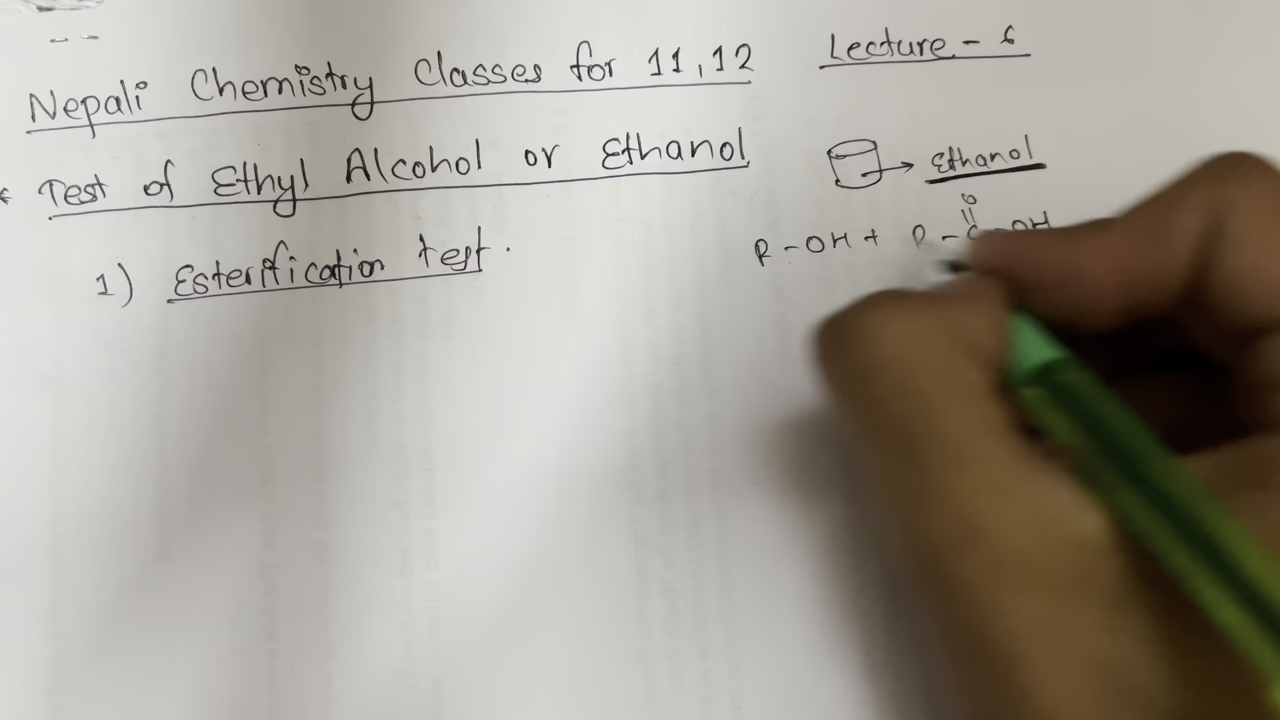 Nepali Chemistry Classes for 11,12
Lecture - 6
* Test of Ethyl Alcohol or Ethanol
→ Ethanol
O
R-OH + R-C-OH
1) Esterification test.